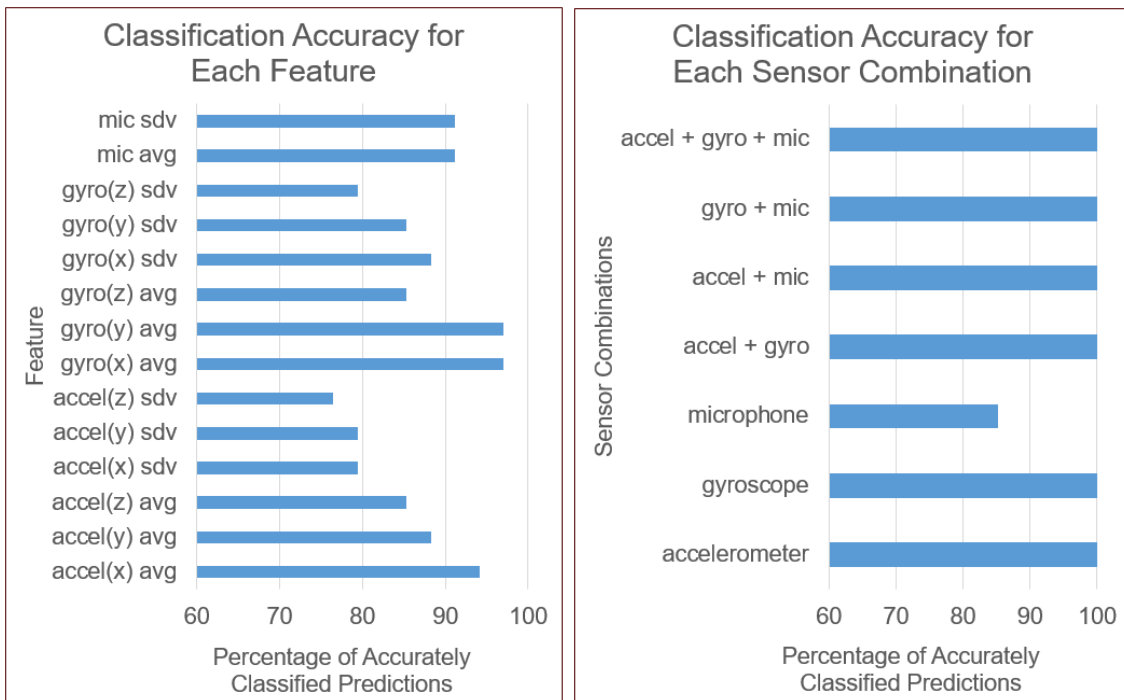 Classification Accuracy for
Each Feature
Feature
mic sdv
mic avg
gyro(z) sdv
gyro(y) sdv
gyro(x) sdv
gyro(z) avg
gyro(y) avg
gyro(x) avg
accel(z) sdv
accel(y) sdv
accel(x) sdv
accel(z) avg
accel(y) avg
accel(x) avg
60 70 80 90 100
Percentage of Accurately
Classified Predictions
Classification Accuracy for
Each Sensor Combination
Sensor Combinations
accel + gyro + mic
gyro + mic
accel + mic
accel + gyro
microphone
gyroscope
accelerometer
60 70 80 90 100
Percentage of Accurately
Classified Predictions